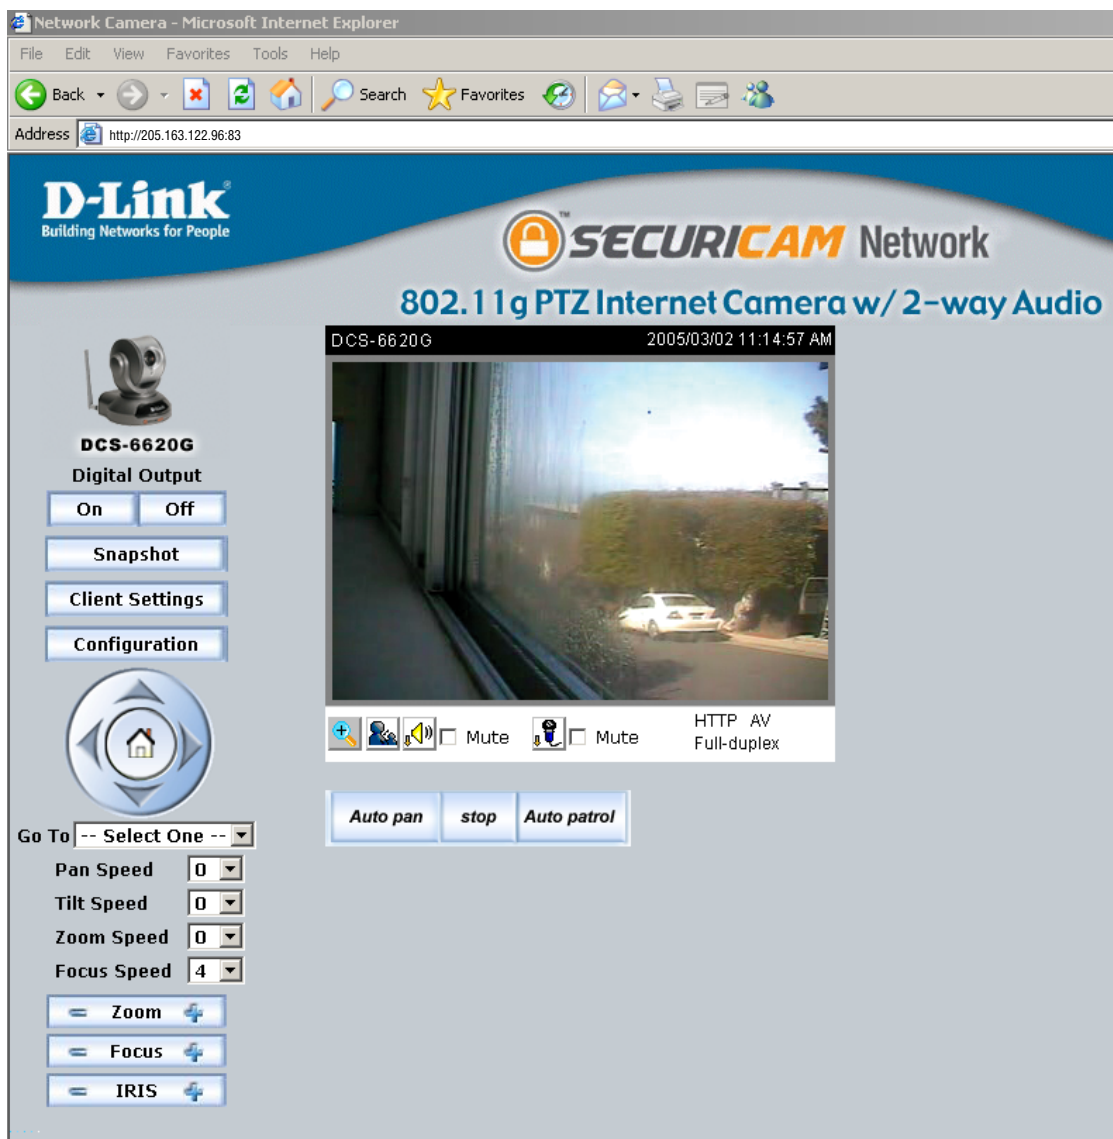 Network Camera - Microsoft Internet Explorer
File Edit View Favorites Tools Help
Back Search Favorites
Address http://205.163.122.96:83
D-Link®
Building Networks for People
SECURICAM™ Network
802.11g PTZ Internet Camera w/ 2-way Audio
DCS-6620G 2005/03/02 11:14:57 AM
DCS-6620G
Digital Output
On Off
Snapshot
Client Settings
Configuration
Mute Mute HTTP AV
Full-duplex
Auto pan stop Auto patrol
Go To -- Select One --
Pan Speed 0
Tilt Speed 0
Zoom Speed 0
Focus Speed 4
Zoom
Focus
IRIS